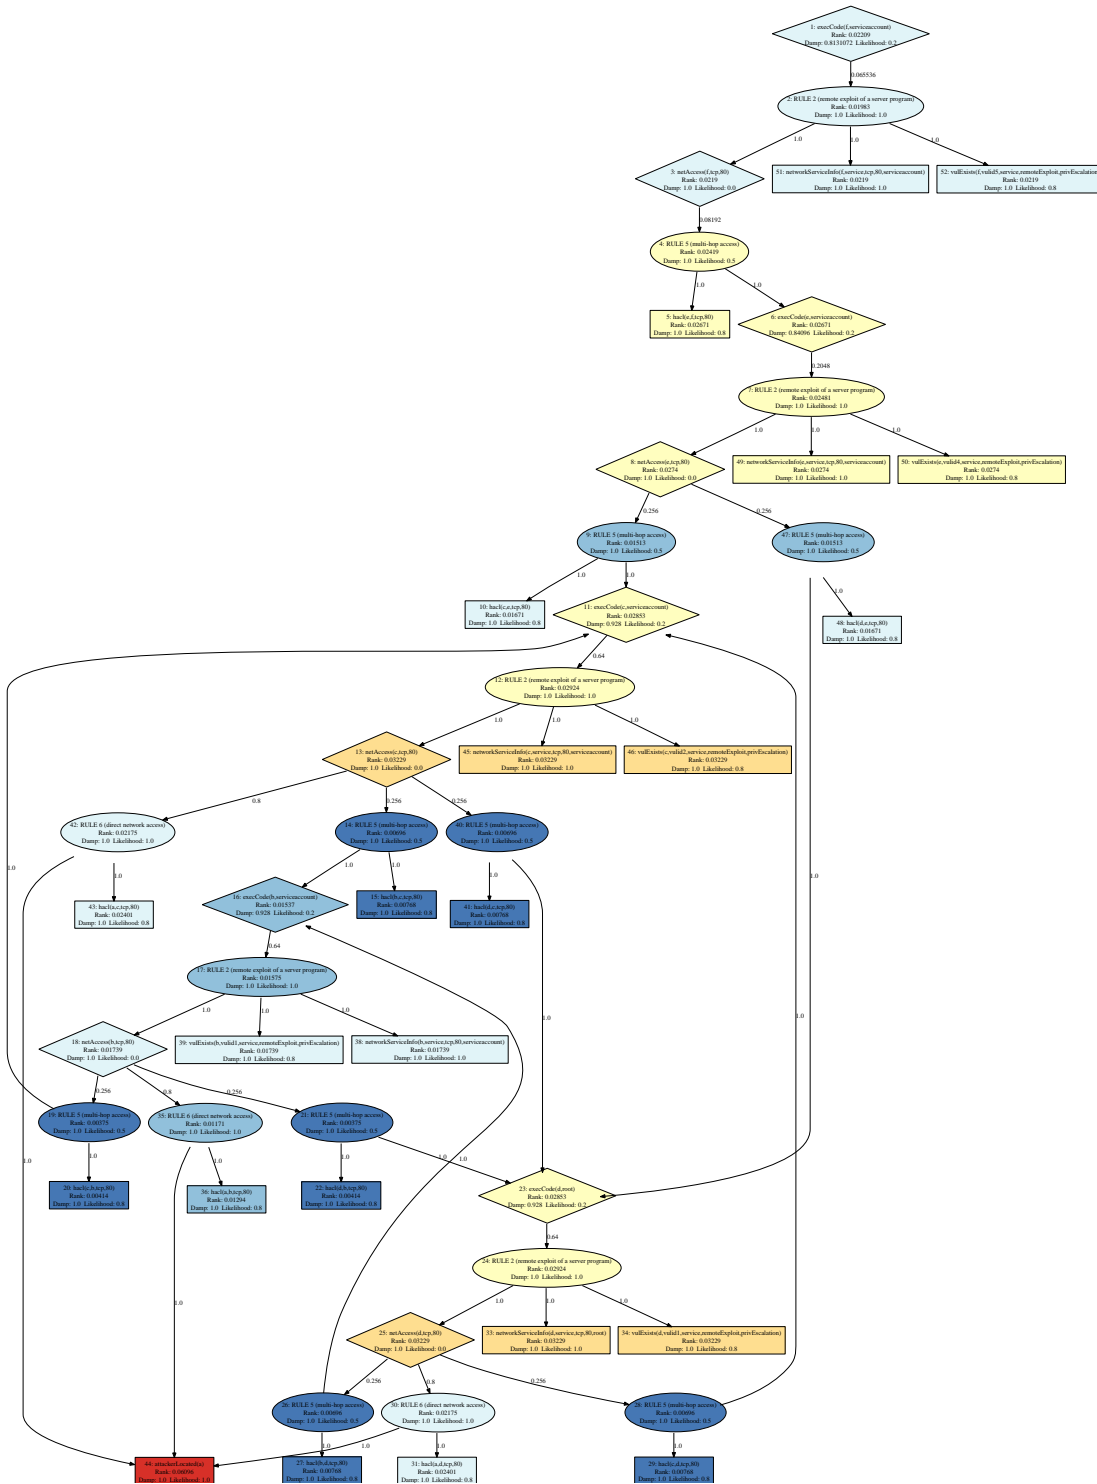 1: execCode(f,serviceaccount)
Rank: 0.02209
Damp: 0.8131072 Likelihood: 0.2
0.065536
2: RULE 2 (remote exploit of a server program)
Rank: 0.01983
Damp: 1.0 Likelihood: 1.0
1.0
1.0
1.0
3: netAccess(f,tcp,80)
Rank: 0.0219
Damp: 1.0 Likelihood: 0.0
51: networkServiceInfo(f,service,tcp,80,serviceaccount)
Rank: 0.0219
Damp: 1.0 Likelihood: 1.0
52: vulExists(f,vulid5,service,remoteExploit,privEscalation)
Rank: 0.0219
Damp: 1.0 Likelihood: 0.8
0.08192
4: RULE 5 (multi-hop access)
Rank: 0.02419
Damp: 1.0 Likelihood: 0.5
1.0
1.0
5: hacl(e,f,tcp,80)
Rank: 0.02671
Damp: 1.0 Likelihood: 0.8
6: execCode(e,serviceaccount)
Rank: 0.02671
Damp: 0.84096 Likelihood: 0.2
0.2048
7: RULE 2 (remote exploit of a server program)
Rank: 0.02481
Damp: 1.0 Likelihood: 1.0
1.0
1.0
1.0
8: netAccess(e,tcp,80)
Rank: 0.0274
Damp: 1.0 Likelihood: 0.0
49: networkServiceInfo(e,service,tcp,80,serviceaccount)
Rank: 0.0274
Damp: 1.0 Likelihood: 1.0
50: vulExists(e,vulid4,service,remoteExploit,privEscalation)
Rank: 0.0274
Damp: 1.0 Likelihood: 0.8
0.256
0.256
9: RULE 5 (multi-hop access)
Rank: 0.01513
Damp: 1.0 Likelihood: 0.5
47: RULE 5 (multi-hop access)
Rank: 0.01513
Damp: 1.0 Likelihood: 0.5
1.0
1.0
1.0
10: hacl(c,e,tcp,80)
Rank: 0.01671
Damp: 1.0 Likelihood: 0.8
11: execCode(c,serviceaccount)
Rank: 0.02853
Damp: 0.928 Likelihood: 0.2
48: hacl(d,e,tcp,80)
Rank: 0.01671
Damp: 1.0 Likelihood: 0.8
0.64
12: RULE 2 (remote exploit of a server program)
Rank: 0.02924
Damp: 1.0 Likelihood: 1.0
1.0
1.0
1.0
13: netAccess(c,tcp,80)
Rank: 0.03229
Damp: 1.0 Likelihood: 0.0
45: networkServiceInfo(c,service,tcp,80,serviceaccount)
Rank: 0.03229
Damp: 1.0 Likelihood: 1.0
46: vulExists(c,vulid2,service,remoteExploit,privEscalation)
Rank: 0.03229
Damp: 1.0 Likelihood: 0.8
0.8
0.256
0.256
42: RULE 6 (direct network access)
Rank: 0.02175
Damp: 1.0 Likelihood: 1.0
14: RULE 5 (multi-hop access)
Rank: 0.00696
Damp: 1.0 Likelihood: 0.5
40: RULE 5 (multi-hop access)
Rank: 0.00696
Damp: 1.0 Likelihood: 0.5
1.0
1.0
1.0
1.0
1.0
1.0
43: hacl(a,c,tcp,80)
Rank: 0.02401
Damp: 1.0 Likelihood: 0.8
16: execCode(b,serviceaccount)
Rank: 0.01537
Damp: 0.928 Likelihood: 0.2
15: hacl(b,c,tcp,80)
Rank: 0.00768
Damp: 1.0 Likelihood: 0.8
41: hacl(d,c,tcp,80)
Rank: 0.00768
Damp: 1.0 Likelihood: 0.8
0.64
17: RULE 2 (remote exploit of a server program)
Rank: 0.01575
Damp: 1.0 Likelihood: 1.0
1.0
1.0
1.0
1.0
1.0
18: netAccess(b,tcp,80)
Rank: 0.01739
Damp: 1.0 Likelihood: 0.0
39: vulExists(b,vulid1,service,remoteExploit,privEscalation)
Rank: 0.01739
Damp: 1.0 Likelihood: 0.8
38: networkServiceInfo(b,service,tcp,80,serviceaccount)
Rank: 0.01739
Damp: 1.0 Likelihood: 1.0
0.256
0.8
0.256
19: RULE 5 (multi-hop access)
Rank: 0.00375
Damp: 1.0 Likelihood: 0.5
35: RULE 6 (direct network access)
Rank: 0.01171
Damp: 1.0 Likelihood: 1.0
21: RULE 5 (multi-hop access)
Rank: 0.00375
Damp: 1.0 Likelihood: 0.5
1.0
1.0
1.0
1.0
1.0
1.0
20: hacl(c,b,tcp,80)
Rank: 0.00414
Damp: 1.0 Likelihood: 0.8
36: hacl(a,b,tcp,80)
Rank: 0.01294
Damp: 1.0 Likelihood: 0.8
22: hacl(d,b,tcp,80)
Rank: 0.00414
Damp: 1.0 Likelihood: 0.8
23: execCode(d,root)
Rank: 0.02853
Damp: 0.928 Likelihood: 0.2
0.64
24: RULE 2 (remote exploit of a server program)
Rank: 0.02924
Damp: 1.0 Likelihood: 1.0
1.0
1.0
1.0
1.0
25: netAccess(d,tcp,80)
Rank: 0.03229
Damp: 1.0 Likelihood: 0.0
33: networkServiceInfo(d,service,tcp,80,root)
Rank: 0.03229
Damp: 1.0 Likelihood: 1.0
34: vulExists(d,vulid1,service,remoteExploit,privEscalation)
Rank: 0.03229
Damp: 1.0 Likelihood: 0.8
0.256
0.8
0.256
26: RULE 5 (multi-hop access)
Rank: 0.00696
Damp: 1.0 Likelihood: 0.5
30: RULE 6 (direct network access)
Rank: 0.02175
Damp: 1.0 Likelihood: 1.0
28: RULE 5 (multi-hop access)
Rank: 0.00696
Damp: 1.0 Likelihood: 0.5
1.0
1.0
1.0
1.0
44: attackerLocated(a)
Rank: 0.06096
Damp: 1.0 Likelihood: 1.0
27: hacl(b,d,tcp,80)
Rank: 0.00768
Damp: 1.0 Likelihood: 0.8
31: hacl(a,d,tcp,80)
Rank: 0.02401
Damp: 1.0 Likelihood: 0.8
29: hacl(c,d,tcp,80)
Rank: 0.00768
Damp: 1.0 Likelihood: 0.8